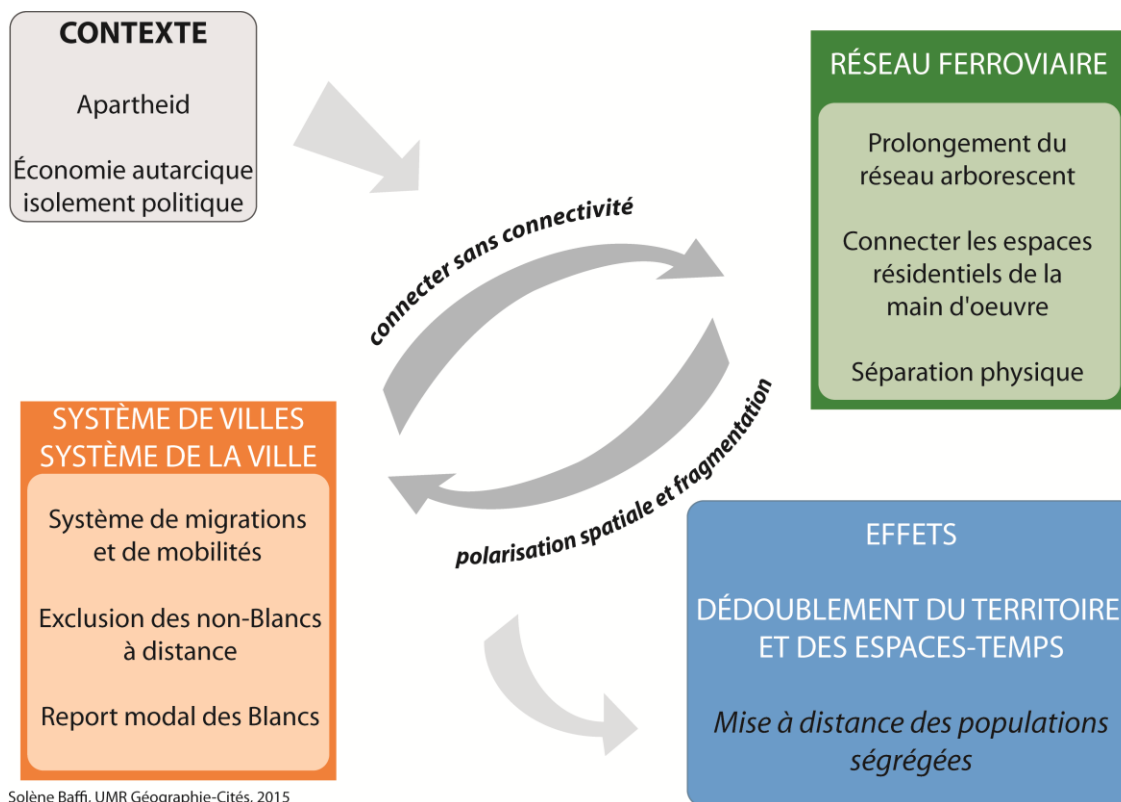 CONTEXTE
Apartheid
Économie autarcique
isolement politique
RÉSEAU FERROVIAIRE
Prolongement du
réseau arborescent
Connecter les espaces
résidentiels de la
main d'oeuvre
Séparation physique
connecter sans connectivité
polarisation spatiale et fragmentation
SYSTÈME DE VILLES
SYSTÈME DE LA VILLE
Système de migrations
et de mobilités
Exclusion des non-Blancs
à distance
Report modal des Blancs
EFFETS
DÉDOUBLEMENT DU TERRITOIRE
ET DES ESPACES-TEMPS
Mise à distance des populations
ségrégées
Solène Baffi, UMR Géographie-Cités, 2015